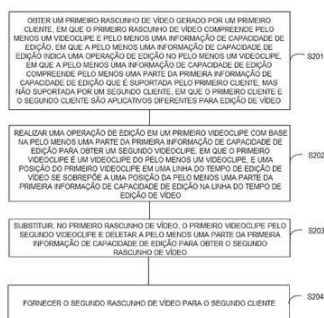 OBTER UM PRIMEIRO RASCUNHO DE VÍDEO GERADO POR UM PRIMEIRO
CLIENTE, EM QUE O PRIMEIRO RASCUNHO DE VÍDEO COMPREENDE PELO
MENOS UM VIDEOCLIPE E PELO MENOS UMA INFORMAÇÃO DE CAPACIDADE DE
EDIÇÃO, EM QUE A PELO MENOS UMA INFORMAÇÃO DE CAPACIDADE DE
EDIÇÃO INDICA UMA OPERAÇÃO DE EDIÇÃO NO PELO MENOS UM VIDEOCLIPE,
EM QUE A PELO MENOS UMA INFORMAÇÃO DE CAPACIDADE DE EDIÇÃO
COMPREENDE PELO MENOS UMA PARTE DA PRIMEIRA INFORMAÇÃO DE
CAPACIDADE DE EDIÇÃO QUE É SUPORTADA PELO PRIMEIRO CLIENTE, MAS
NÃO SUPORTADA POR UM SEGUNDO CLIENTE, EM QUE O PRIMEIRO CLIENTE E
O SEGUNDO CLIENTE SÃO APLICATIVOS DIFERENTES PARA EDIÇÃO DE VÍDEO
S201
REALIZAR UMA OPERAÇÃO DE EDIÇÃO EM UM PRIMEIRO VIDEOCLIPE COM BASE
NA PELO MENOS UMA PARTE DA PRIMEIRA INFORMAÇÃO DE CAPACIDADE DE
EDIÇÃO PARA OBTER UM SEGUNDO VIDEOCLIPE, EM QUE O PRIMEIRO
VIDEOCLIPE É UM VIDEOCLIPE DO PELO MENOS UM VIDEOCLIPE, E UMA
POSIÇÃO DO PRIMEIRO VIDEOCLIPE EM UMA LINHA DO TEMPO DE EDIÇÃO DE
VÍDEO SE SOBREPÕE A UMA POSIÇÃO DA PELO MENOS UMA PARTE DA
PRIMEIRA INFORMAÇÃO DE CAPACIDADE DE EDIÇÃO NA LINHA DO TEMPO DE
EDIÇÃO DE VÍDEO
S202
SUBSTITUIR, NO PRIMEIRO RASCUNHO DE VÍDEO, O PRIMEIRO VIDEOCLIPE PELO
SEGUNDO VIDEOCLIPE E DELETAR A PELO MENOS UMA PARTE DA PRIMEIRA
INFORMAÇÃO DE CAPACIDADE DE EDIÇÃO PARA OBTER O SEGUNDO
RASCUNHO DE VÍDEO
S203
FORNECER O SEGUNDO RASCUNHO DE VÍDEO PARA O SEGUNDO CLIENTE
S204